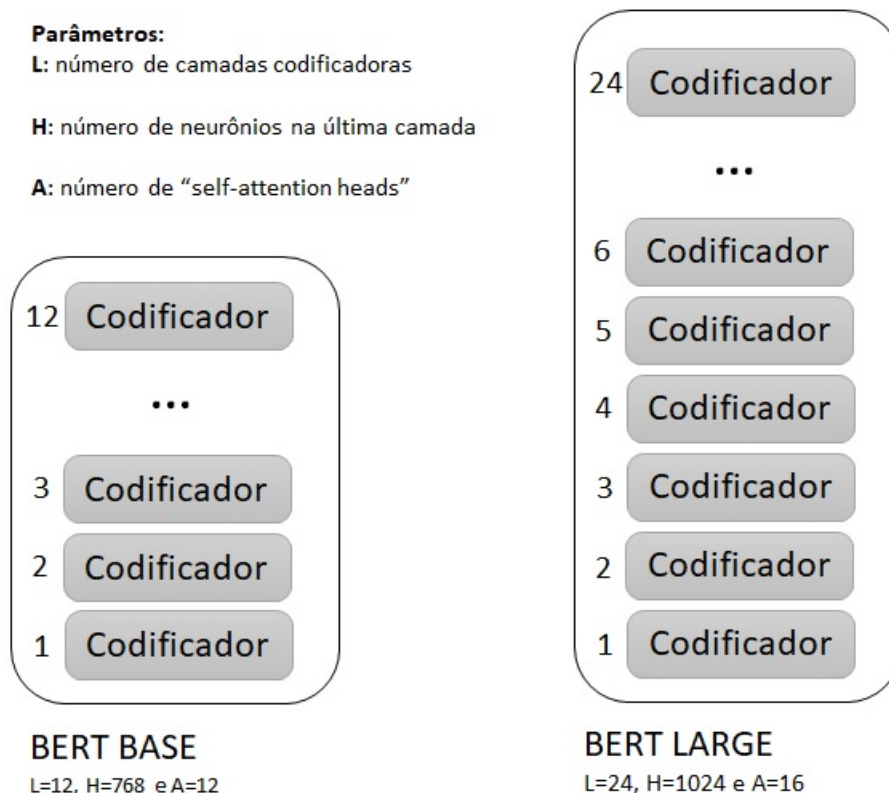 Parâmetros:
L: número de camadas codificadoras
H: número de neurônios na última camada
A: número de “self-attention heads”
12 Codificador
...
3 Codificador
2 Codificador
1 Codificador
BERT BASE
L=12, H=768 e A=12
24 Codificador
...
6 Codificador
5 Codificador
4 Codificador
3 Codificador
2 Codificador
1 Codificador
BERT LARGE
L=24, H=1024 e A=16